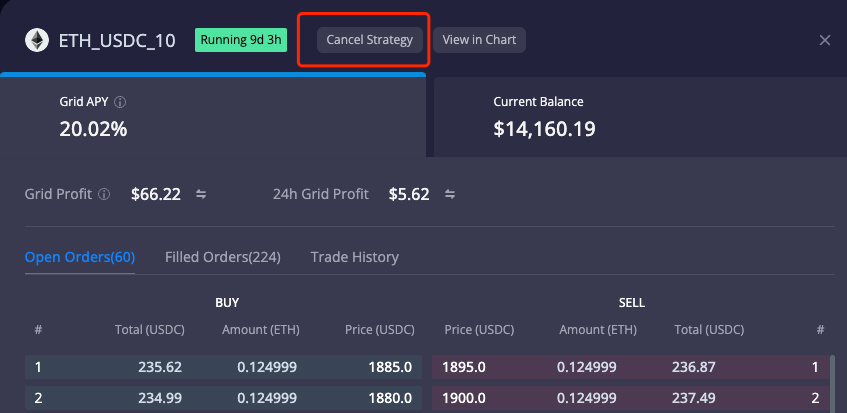 ETH_USDC_10 Running 9d 3h Cancel Strategy View in Chart
Grid APY Current Balance
20.02% $14,160.19
Grid Profit $66.22 24h Grid Profit $5.62
Open Orders(60) Filled Orders(224) Trade History
BUY SELL
# Total (USDC) Amount (ETH) Price (USDC) Price (USDC) Amount (ETH) Total (USDC) #
1 235.62 0.124999 1885.0 1895.0 0.124999 236.87 1
2 234.99 0.124999 1880.0 1900.0 0.124999 237.49 2